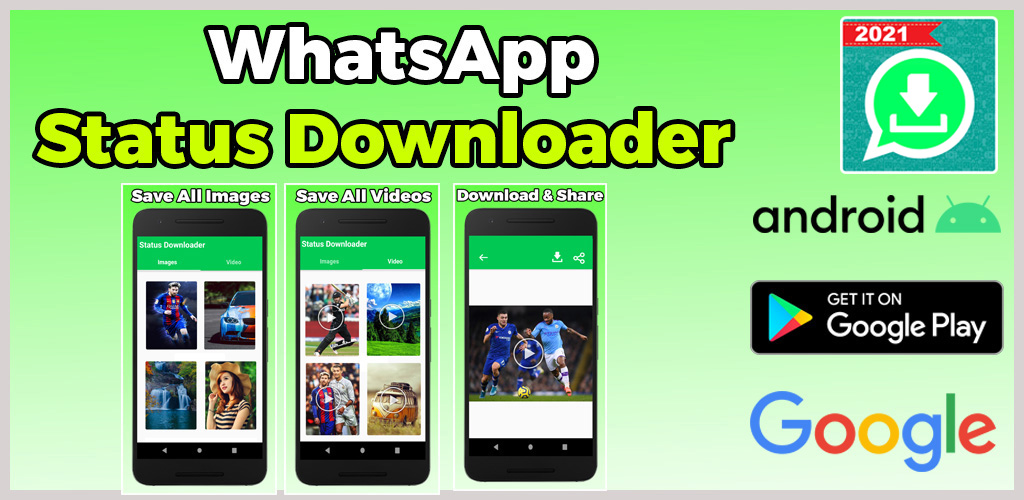 WhatsApp
Status Downloader
2021
Save All Images
Status Downloader
Images Video
Save All Videos
Status Downloader
Images Video
Download & Share
android
GET IT ON
Google Play
Google